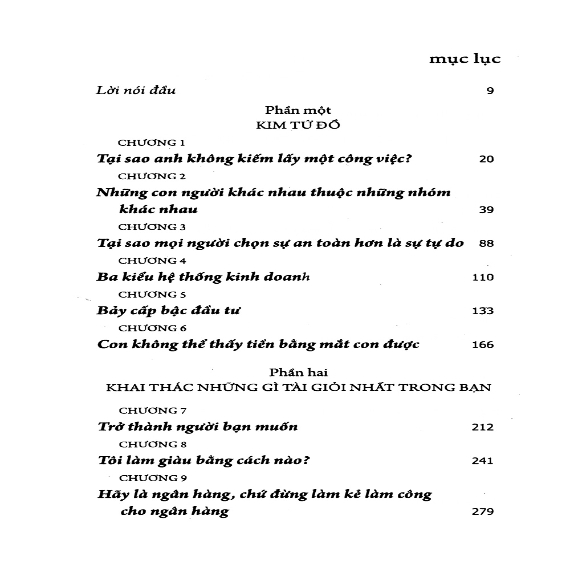 mục lục
Lời nói đầu 9
Phần một
KIM TỨ ĐỒ
CHƯƠNG 1
Tại sao anh không kiếm lấy một công việc? 20
CHƯƠNG 2
Những con người khác nhau thuộc những nhóm
khác nhau 39
CHƯƠNG 3
Tại sao mọi người chọn sự an toàn hơn là sự tự do 88
CHƯƠNG 4
Ba kiểu hệ thống kinh doanh 110
CHƯƠNG 5
Bảy cấp bậc đầu tư 133
CHƯƠNG 6
Con không thể thấy tiền bằng mắt con được 166
Phần hai
KHAI THÁC NHỮNG GÌ TÀI GIỎI NHẤT TRONG BẠN
CHƯƠNG 7
Trở thành người bạn muốn 212
CHƯƠNG 8
Tôi làm giàu bằng cách nào? 241
CHƯƠNG 9
Hãy là ngân hàng, chứ đừng làm kẻ làm công
cho ngân hàng 279